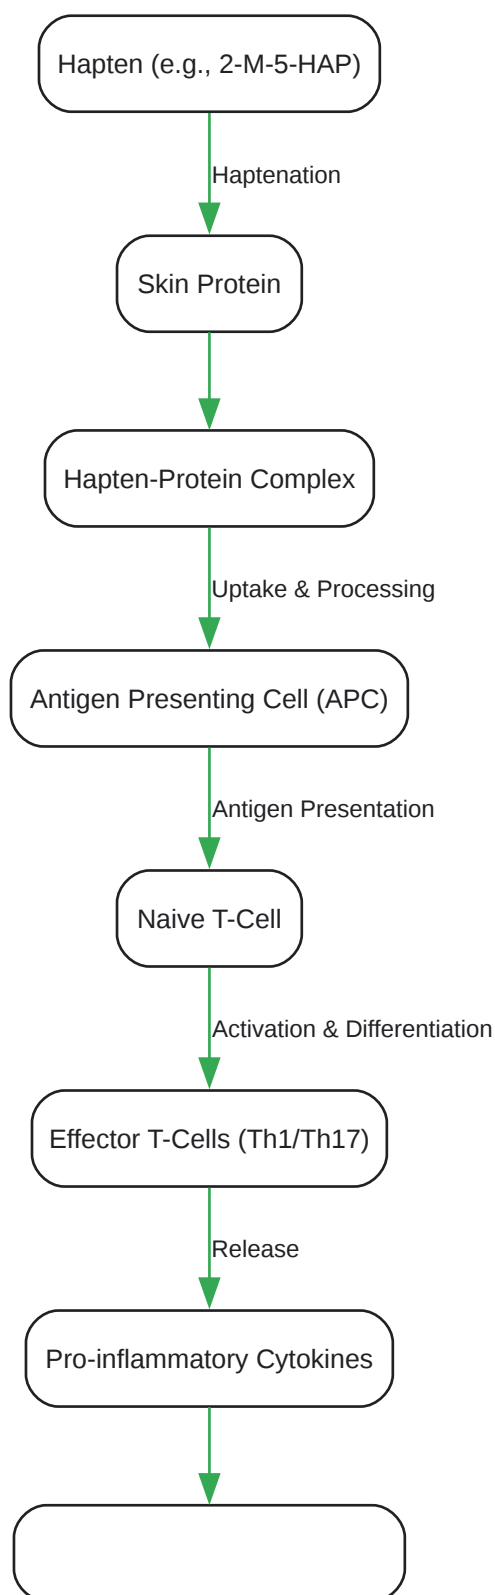 Hapten (e.g., 2-M-5-HAP)
Haptenation
Skin Protein
Hapten-Protein Complex
Uptake & Processing
Antigen Presenting Cell (APC)
Antigen Presentation
Naive T-Cell
Activation & Differentiation
Effector T-Cells (Th1/Th17)
Release
Pro-inflammatory Cytokines